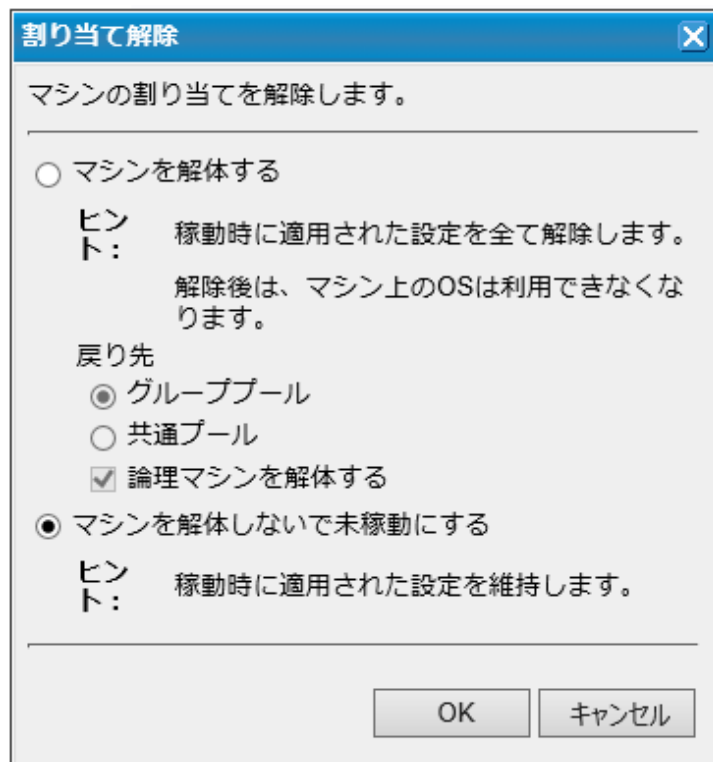 割り当て解除
マシンの割り当てを解除します。
マシンを解体する
ヒン
ト：
稼動時に適用された設定を全て解除します。
解除後は、マシン上のOSは利用できなくな
ります。
戻り先
グループプール
共通プール
論理マシンを解体する
マシンを解体しないで未稼動にする
ヒン
ト：
稼動時に適用された設定を維持します。
OK
キャンセル